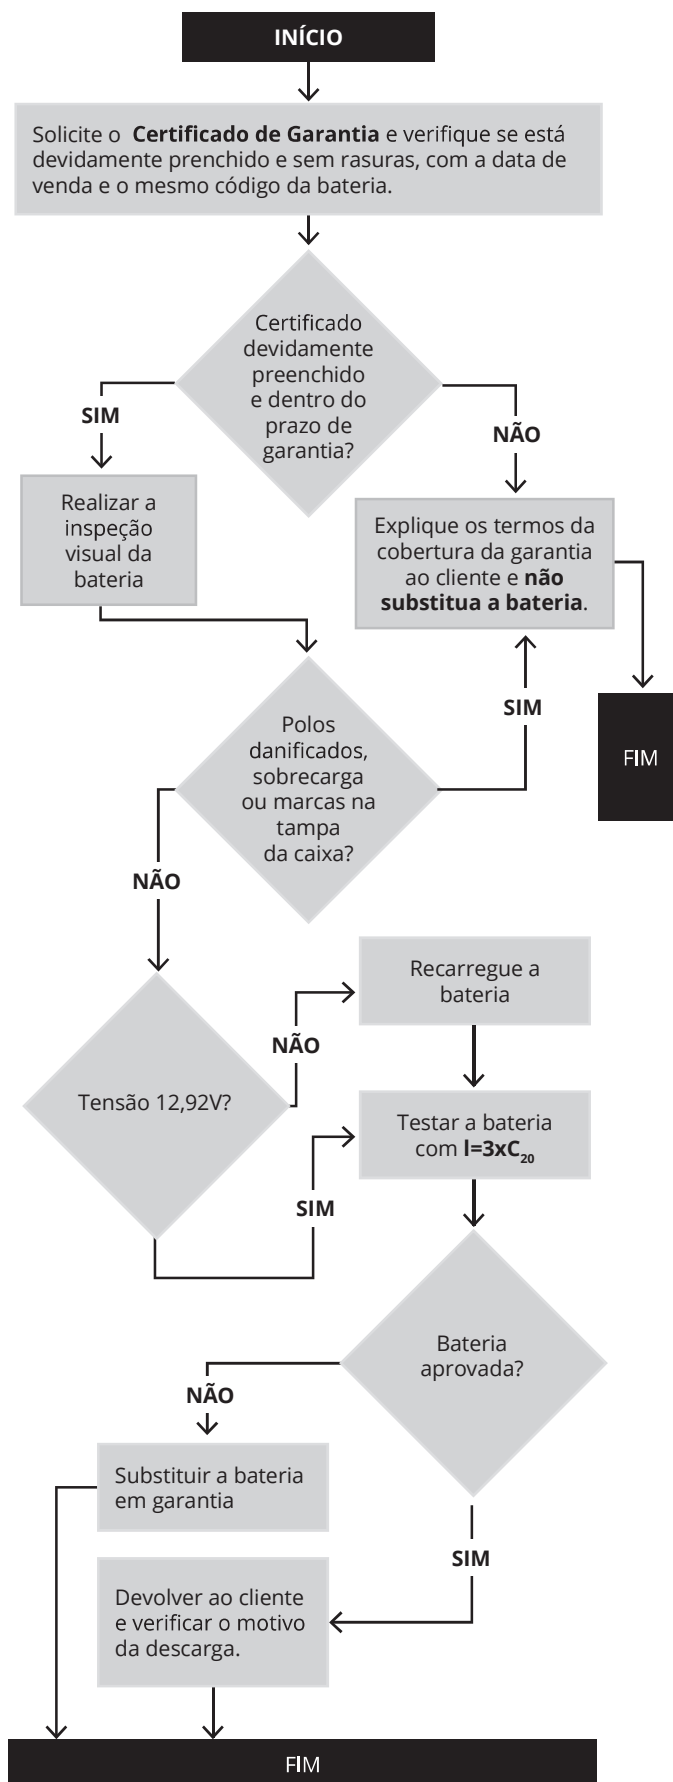 INÍCIO
Solicite o Certificado de Garantia e verifique se está
devidamente prenchido e sem rasuras, com a data de
venda e o mesmo código da bateria.
Certificado
devidamente
preenchido
e dentro do
prazo de
garantia?
SIM
NÃO
Realizar a
inspeção
visual da
bateria
Explique os termos da
cobertura da garantia
ao cliente e não
substitua a bateria.
SIM
FIM
Polos
danificados,
sobrecarga
ou marcas na
tampa
da caixa?
NÃO
Recarregue a
bateria
NÃO
Tensão 12,92V?
Testar a bateria
com I=3xC₂₀
SIM
Bateria
aprovada?
NÃO
Substituir a bateria
em garantia
SIM
Devolver ao cliente
e verificar o motivo
da descarga.
FIM